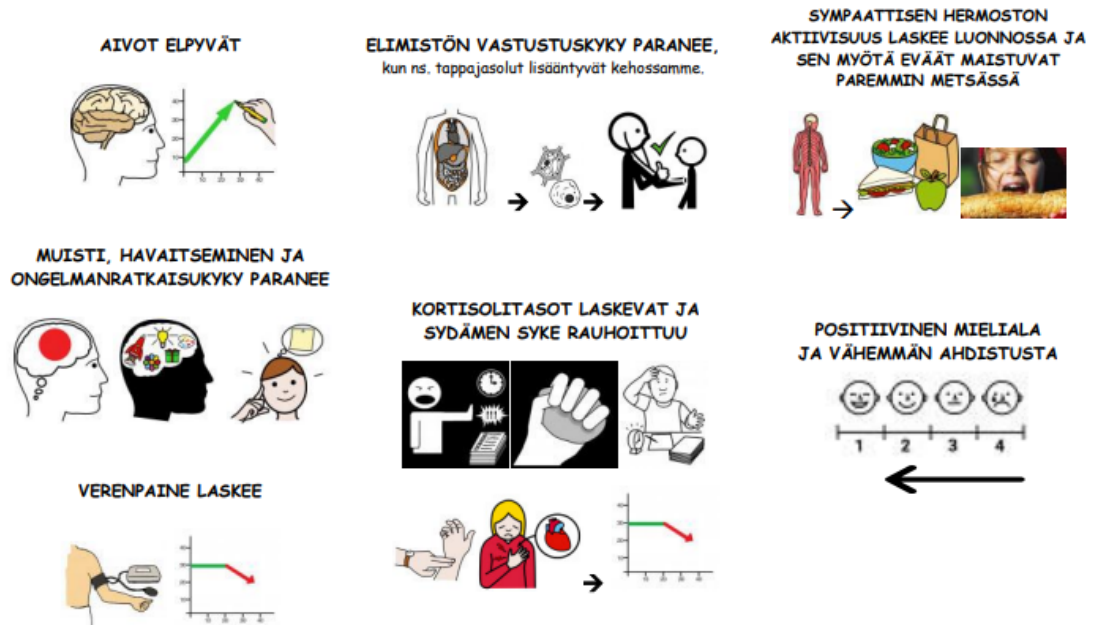 AIVOT ELPYVÄT
ELIMISTÖN VASTUSTUSKYKY PARANEE,
kun ns. tappajasolut lisääntyvät kehossamme.
SYMPAATTISEN HERMOSTON
AKTIIVISUUS LASKEE LUONNOSSA JA
SEN MYÖTÄ EVÄÄT MAISTUVAT
PAREMMIN METSÄSSÄ
MUISTI, HAVAITSEMINEN JA
ONGELMANRATKAISUKYKY PARANEE
KORTISOLITASOT LASKEVAT JA
SYDÄMEN SYKE RAUHOITTUU
POSITIIVINEN MIELIALA
JA VÄHEMMÄN AHDISTUSTA
1 2 3 4
VERENPAINE LASKEE